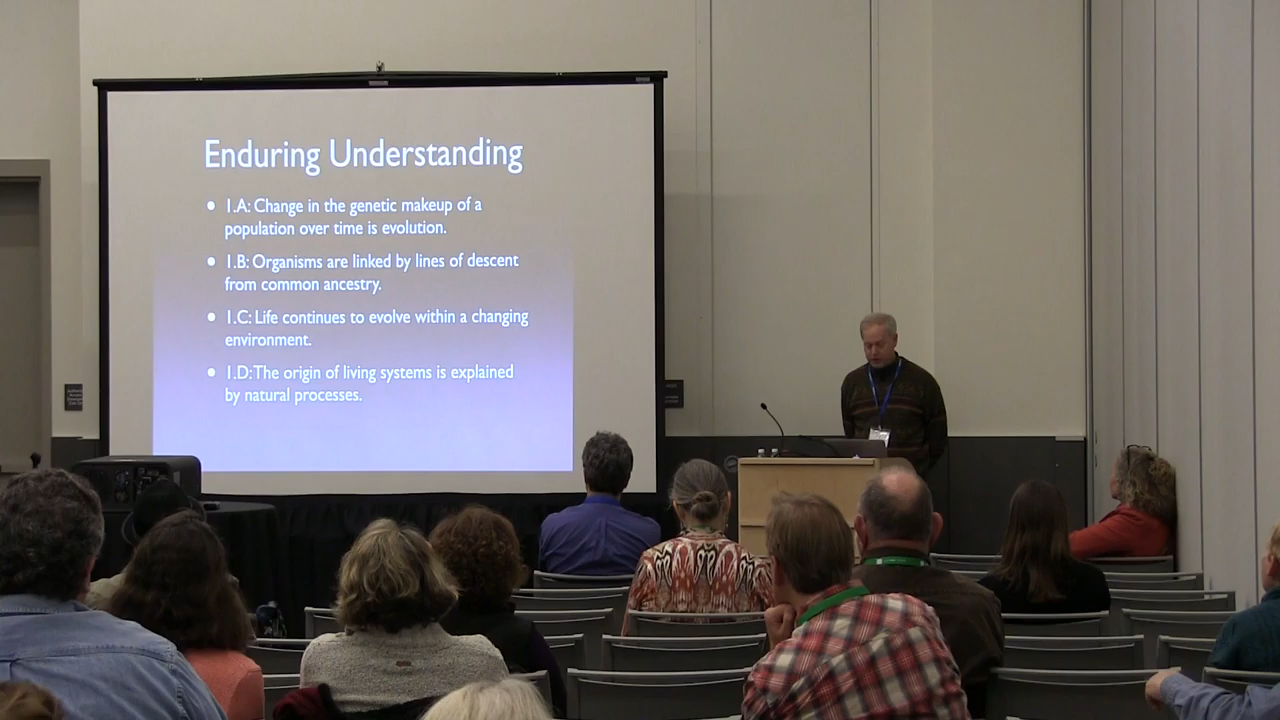 Enduring Understanding
• 1.A: Change in the genetic makeup of a
population over time is evolution.
• 1.B: Organisms are linked by lines of descent
from common ancestry.
• 1.C: Life continues to evolve within a changing
environment.
• 1.D: The origin of living systems is explained
by natural processes.